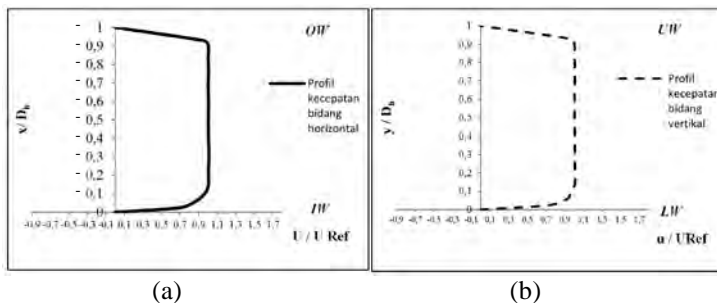 1
0,9
0,8
0,7
0,6
0,5
0,4
0,3
0,2
0,1
0
x/ D_h
OW
Profil
kecepatan
bidang
horizontal
IW
-0,9 -0,7 -0,5 -0,3 -0,1 0,1 0,3 0,5 0,7 0,9 1,1 1,3 1,5 1,7
U / U Ref
(a)
1
0,9
0,8
0,7
0,6
0,5
0,4
0,3
0,2
0,1
0
y / D_h
UW
Profil
kecepatan
bidang
vertikal
LW
-0,9 -0,7 -0,5 -0,3 -0,1 0,1 0,3 0,5 0,7 0,9 1,1 1,3 1,5 1,7
u / URef
(b)